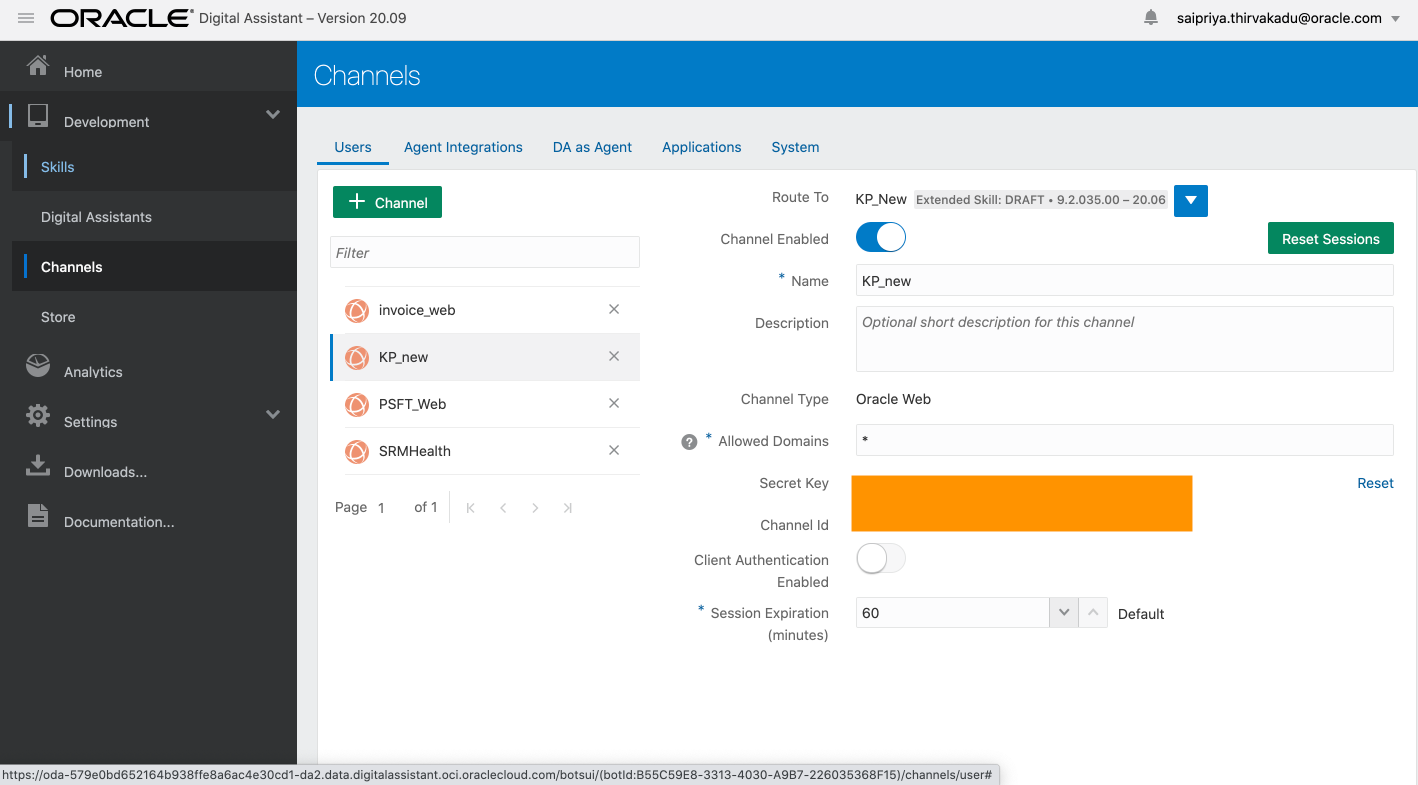 ORACLE® Digital Assistant – Version 20.09
saipriya.thirvakadu@oracle.com
Home
Development
Skills
Digital Assistants
Channels
Store
Analytics
Settings
Downloads...
Documentation...
Channels
Users Agent Integrations DA as Agent Applications System
+ Channel
Filter
invoice_web
KP_new
PSFT_Web
SRMHealth
Page 1 of 1
Route To KP_New Extended Skill: DRAFT • 9.2.035.00 – 20.06
Channel Enabled
Reset Sessions
* Name KP_new
Description Optional short description for this channel
Channel Type Oracle Web
? * Allowed Domains *
Secret Key
Reset
Channel Id
Client Authentication
Enabled
* Session Expiration
(minutes)
60 Default
https://oda-579e0bd652164b938ffe8a6ac4e30cd1-da2.data.digitalassistant.oci.oraclecloud.com/botsui/(botId:B55C59E8-3313-4030-A9B7-226035368F15)/channels/user#